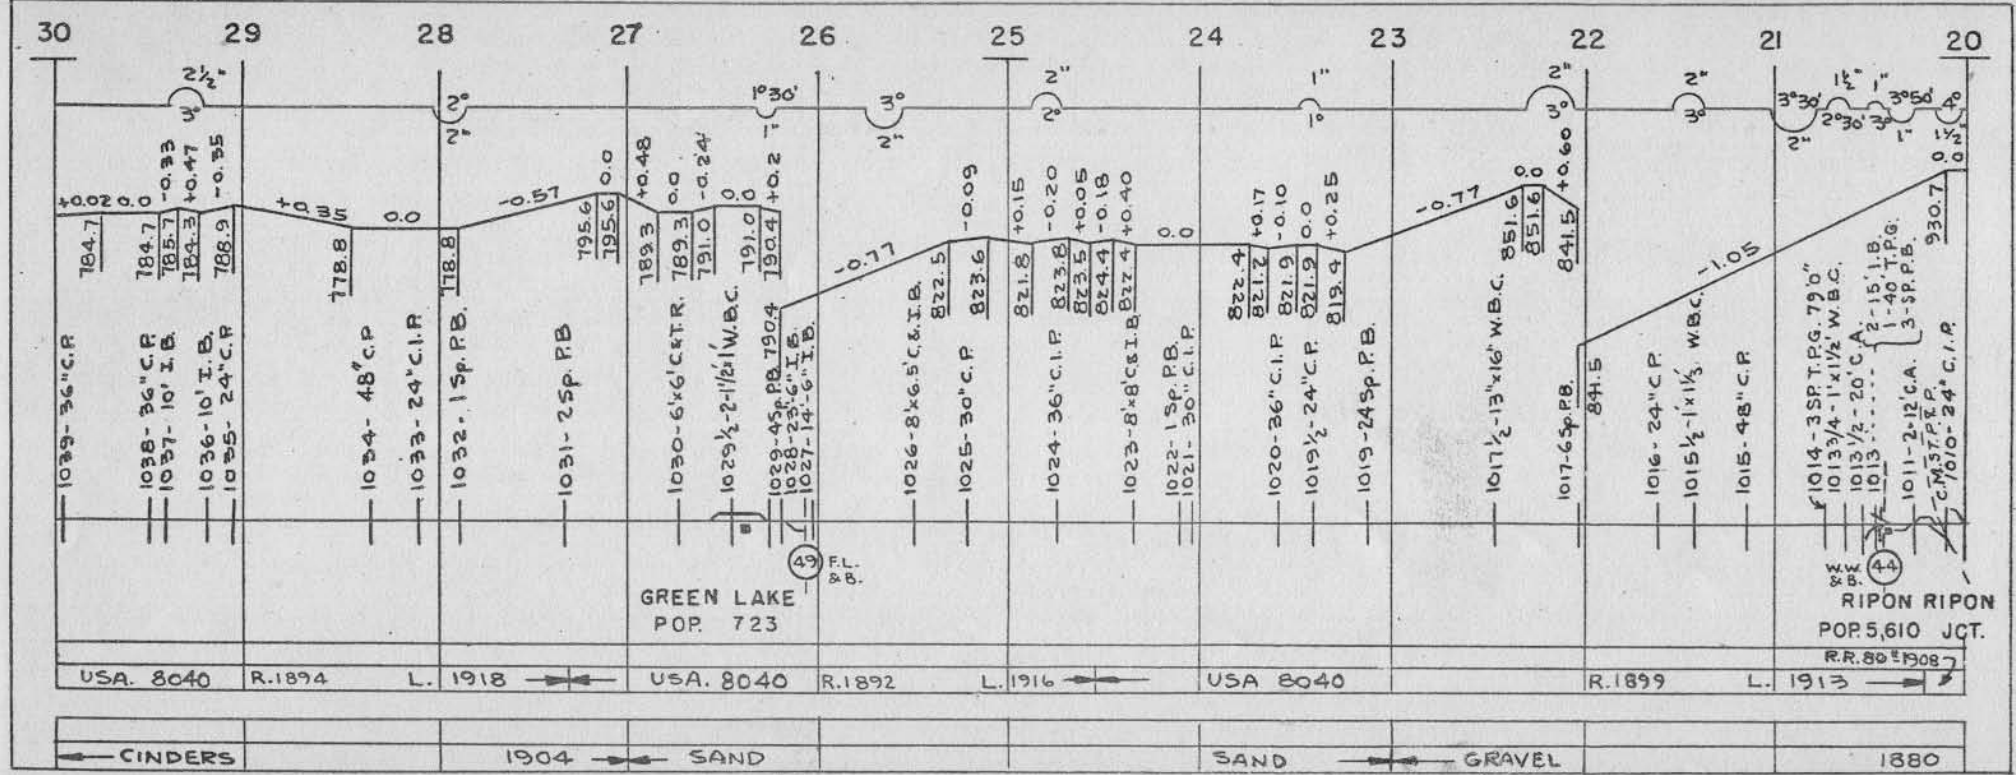 30 29 28 27 26 25 24 23 22 21 20
2½" 2° 1°30' 3° 2" 1" 2" 2" 3°30' 1½" 1" 3°50' 4°
3° 2" 1" 2" 2° 1° 3° 3° 2" 2°30' 3° 1" 1½"
+0.02 0.0 -0.33 +0.47 -0.35 +0.35 0.0 -0.57 0.0 +0.48 0.0 -0.24 0.0 +0.2 -0.77 -0.09 +0.15 -0.20 +0.05 -0.18 +0.40 0.0 +0.17 -0.10 0.0 +0.25 -0.77 0.0 +0.60 -1.05 0.0
784.7 784.7 785.7 784.3 788.9 778.8 778.8 795.6 795.6 789.3 789.3 791.0 791.0 790.4 822.5 823.6 821.8 823.8 823.5 824.4 822.4 822.4 821.2 821.9 821.9 819.4 851.6 851.6 841.5 841.5 930.7
1039-36" C.P.
1038-36" C.P.
1037-10' I.B.
1036-10' I.B.
1035-24" C.P.
1034-48" C.P.
1033-24" C.I.P.
1032-1 Sp. P.B.
1031-2 Sp. P.B.
1030-6'x6' C.&T.R.
1029½-2-1½'x1' W.B.C.
1029-4 Sp. P.B. 790.4
1028-23'-6" I.B.
1027-14'-6" I.B.
1026-8'x6.5' C.& I.B.
1025-30" C.P.
1024-36" C.I.P.
1023-8'x8' C.& I.B.
1022-1 Sp. P.B.
1021-30" C.I.P.
1020-36" C.I.P.
1019½-24" C.P.
1019-24 Sp. P.B.
1017½-13"x16" W.B.C.
1017-6 Sp. P.B.
1016-24" C.P.
1015½-1'x1⅓' W.B.C.
1015-48" C.P.
1014-3 SP. T.P.G. 79'0"
1013¾-1'x1½' W.B.C.
1013½-20' C.A.
1013
2-15' I.B.
1-40' T.P.G.
3-SP. P.B.
1011-2-12' C.A.
C.M.ST.P.& P.
1010-24" C.I.P.
8
49 F.L. & B.
W.W. & B. 44
GREEN LAKE
POP. 723
RIPON RIPON
POP. 5,610 JCT.
R.R. 80# 1908
USA. 8040 R.1894 L. 1918 USA. 8040 R.1892 L.1916 USA 8040 R.1899 L. 1913
CINDERS 1904 SAND SAND GRAVEL 1880